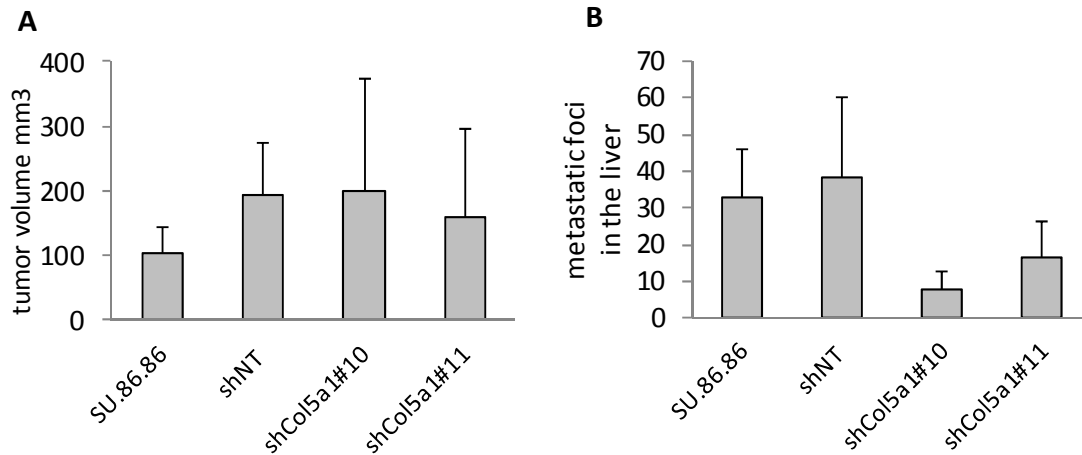 A
tumor volume mm3
400
300
200
100
0
SU.86.86
shNT
shCol5a1#10
shCol5a1#11
B
metastatic foci
in the liver
70
60
50
40
30
20
10
0
SU.86.86
shNT
shCol5a1#10
shCol5a1#11